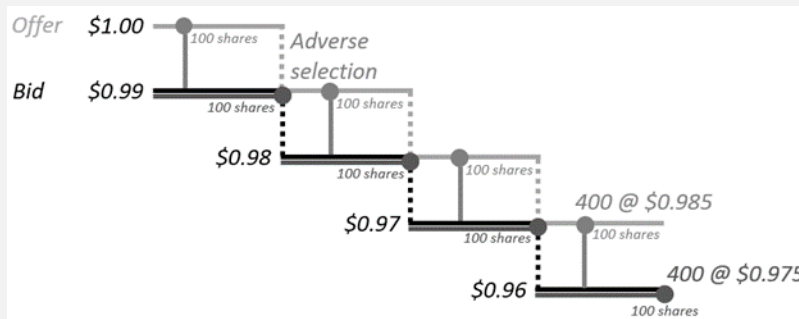 Offer $1.00
100 shares
Adverse
selection
Bid $0.99
100 shares
100 shares
$0.98
100 shares
100 shares
$0.97
100 shares
100 shares
400 @ $0.985
$0.96
400 @ $0.975
100 shares